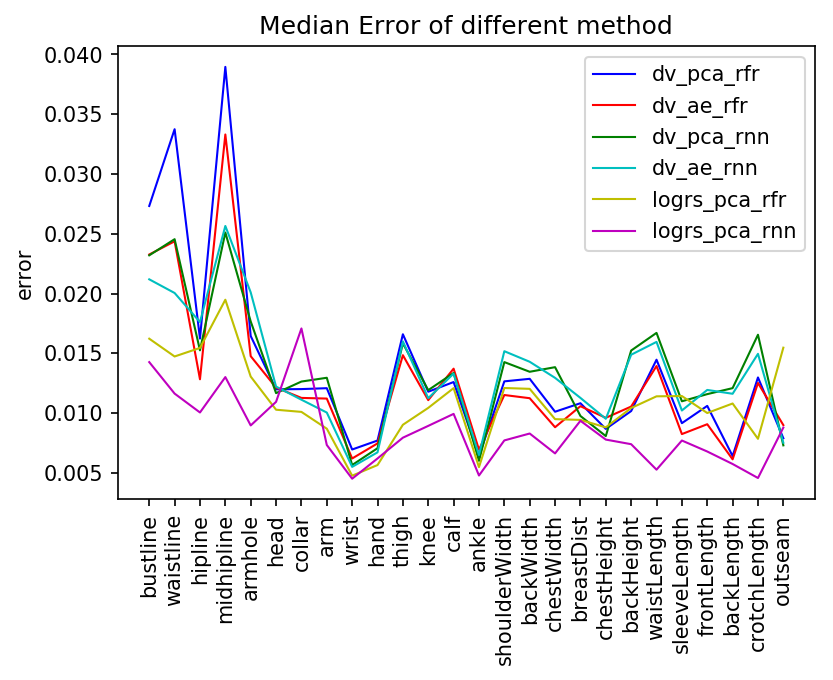 Median Error of different method
0.040
0.035
0.030
0.025
0.020
0.015
0.010
0.005
error
dv_pca_rfr
dv_ae_rfr
dv_pca_rnn
dv_ae_rnn
logrs_pca_rfr
logrs_pca_rnn
bustline
waistline
hipline
midhipline
armhole
head
collar
arm
wrist
hand
thigh
knee
calf
ankle
shoulderWidth
backWidth
chestWidth
breastDist
chestHeight
backHeight
waistLength
sleeveLength
frontLength
backLength
crotchLength
outseam